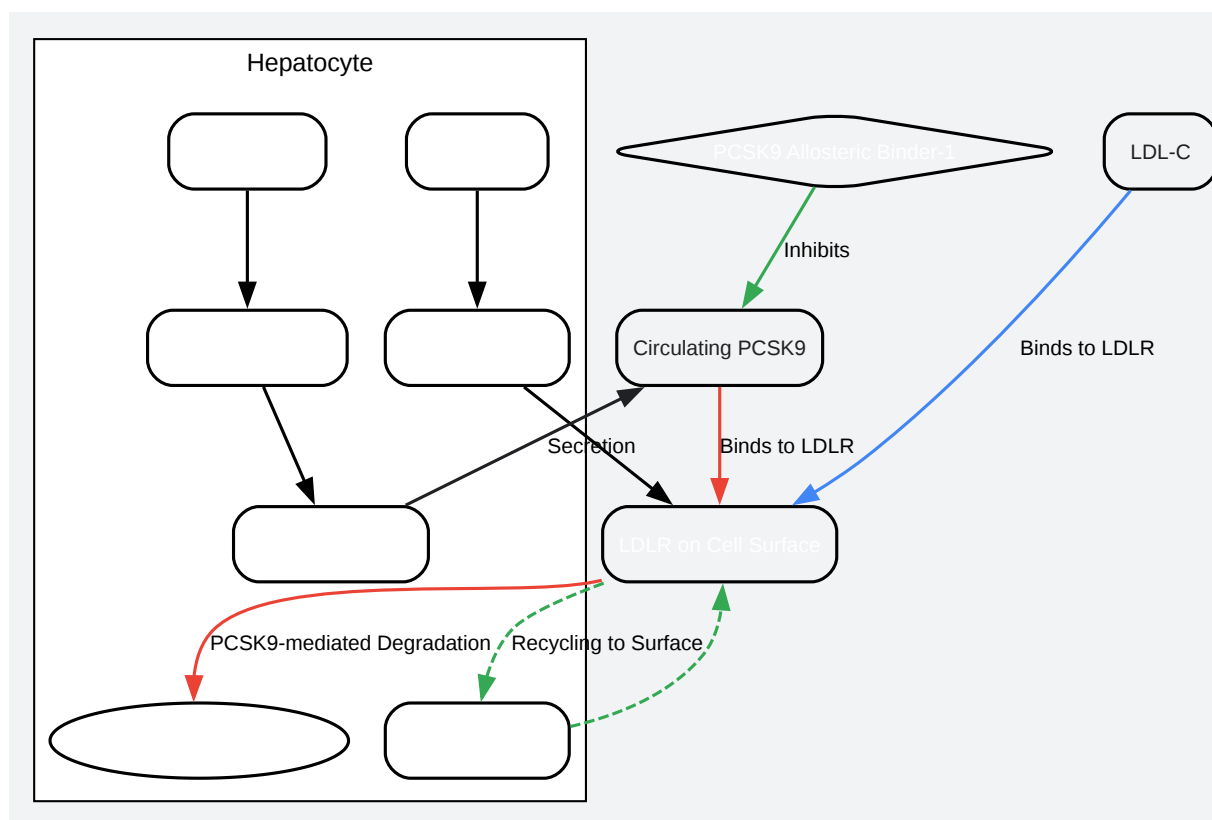 Hepatocyte
PCSK9 Allosteric Binder-1
LDL-C
Inhibits
Circulating PCSK9
Binds to LDLR
Secretion
Binds to LDLR
LDLR on Cell Surface
PCSK9-mediated Degradation
Recycling to Surface